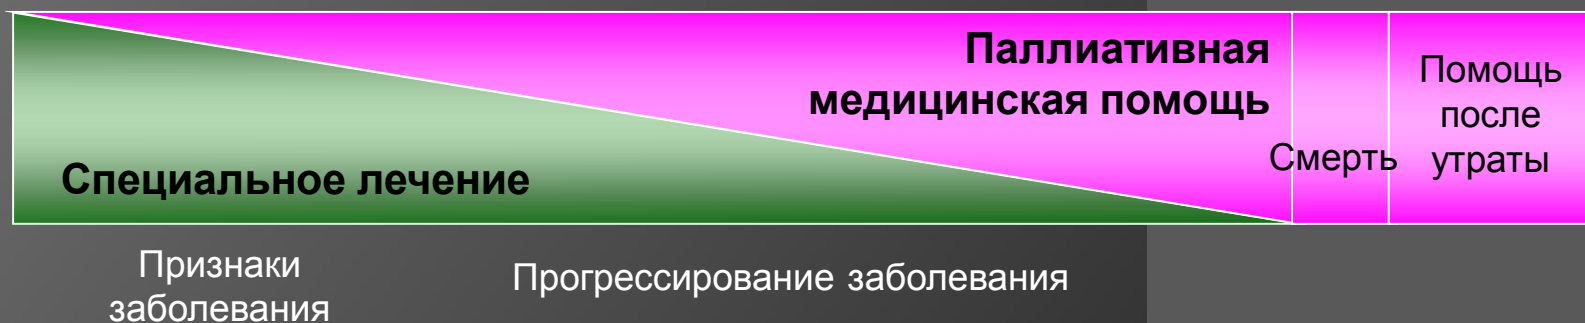 Паллиативная
медицинская помощь
Специальное лечение
Смерть
Помощь
после
утраты
Признаки
заболевания
Прогрессирование заболевания